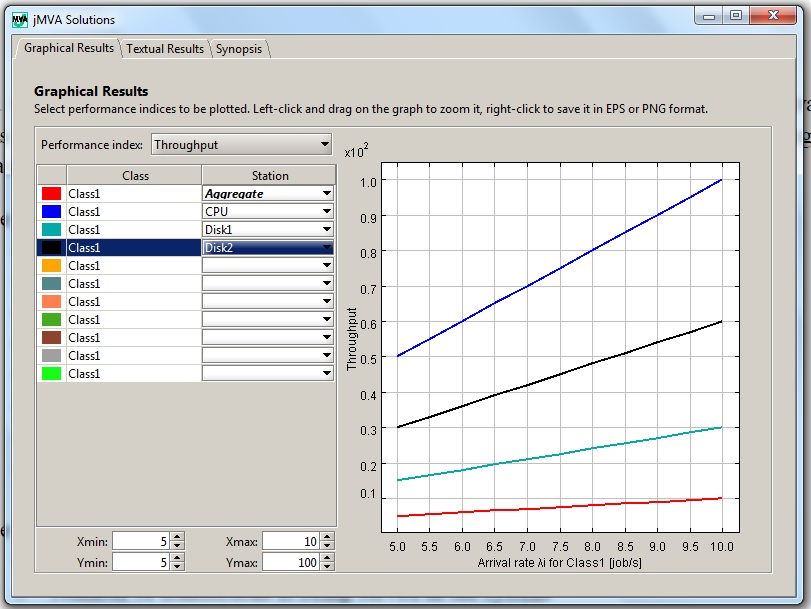 MVA jMVA Solutions
Graphical Results Textual Results Synopsis
Graphical Results
Select performance indices to be plotted. Left-click and drag on the graph to zoom it, right-click to save it in EPS or PNG format.
Performance index: Throughput
Class Station
Class1 Aggregate
Class1 CPU
Class1 Disk1
Class1 Disk2
Class1
Class1
Class1
Class1
Class1
Class1
Class1
Xmin: 5 Xmax: 10
Ymin: 5 Ymax: 100
x10²
1.0
0.9
0.8
0.7
0.6
0.5
0.4
0.3
0.2
0.1
Throughput
5.0 5.5 6.0 6.5 7.0 7.5 8.0 8.5 9.0 9.5 10.0
Arrival rate λi for Class1 [job/s]